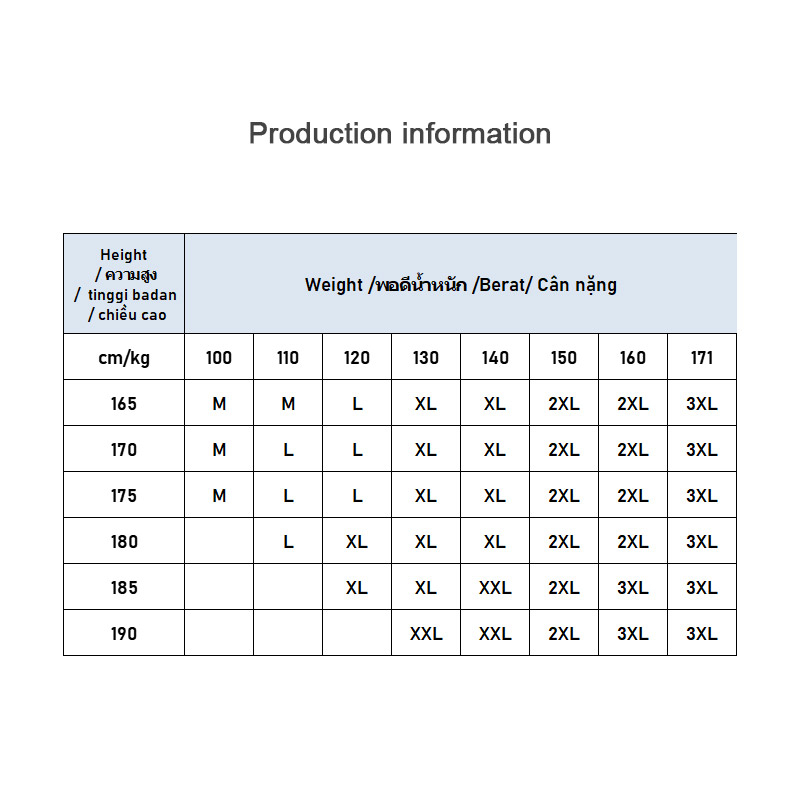 Production information
Height
/ ความสูง
/ tinggi badan
/ chiều cao
Weight /พอดีน้ำหนัก /Berat/ Cân nặng
cm/kg 100 110 120 130 140 150 160 171
165 M M L XL XL 2XL 2XL 3XL
170 M L L XL XL 2XL 2XL 3XL
175 M L L XL XL 2XL 2XL 3XL
180 L XL XL XL 2XL 2XL 3XL
185 XL XL XXL 2XL 3XL 3XL
190 XXL XXL 2XL 3XL 3XL